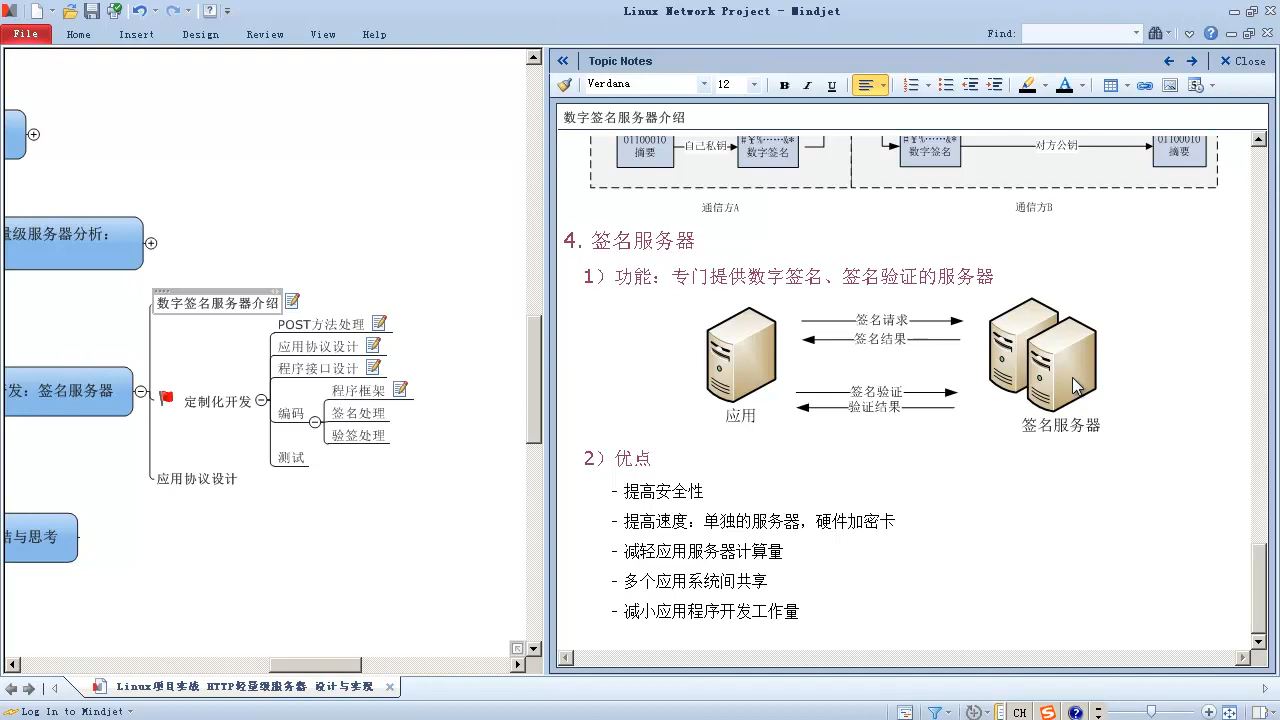 Linux Network Project - Mindjet
File Home Insert Design Review View Help Find:
Topic Notes Close
Verdana 12 B I U
数字签名服务器介绍
01100010
摘要
自己私钥
#￥%……&*
数字签名
#￥%……&*
数字签名
对方公钥
01100010
摘要
通信方A
通信方B
4. 签名服务器
1）功能：专门提供数字签名、签名验证的服务器
签名请求
签名结果
签名验证
验证结果
应用
签名服务器
2）优点
- 提高安全性
- 提高速度：单独的服务器，硬件加密卡
- 减轻应用服务器计算量
- 多个应用系统间共享
- 减小应用程序开发工作量
量级服务器分析：
数字签名服务器介绍
POST方法处理
应用协议设计
程序接口设计
发：签名服务器
定制化开发
编码
程序框架
签名处理
验签处理
测试
应用协议设计
结与思考
Linux项目实战 HTTP轻量级服务器 设计与实现
Log In to Mindjet
CH